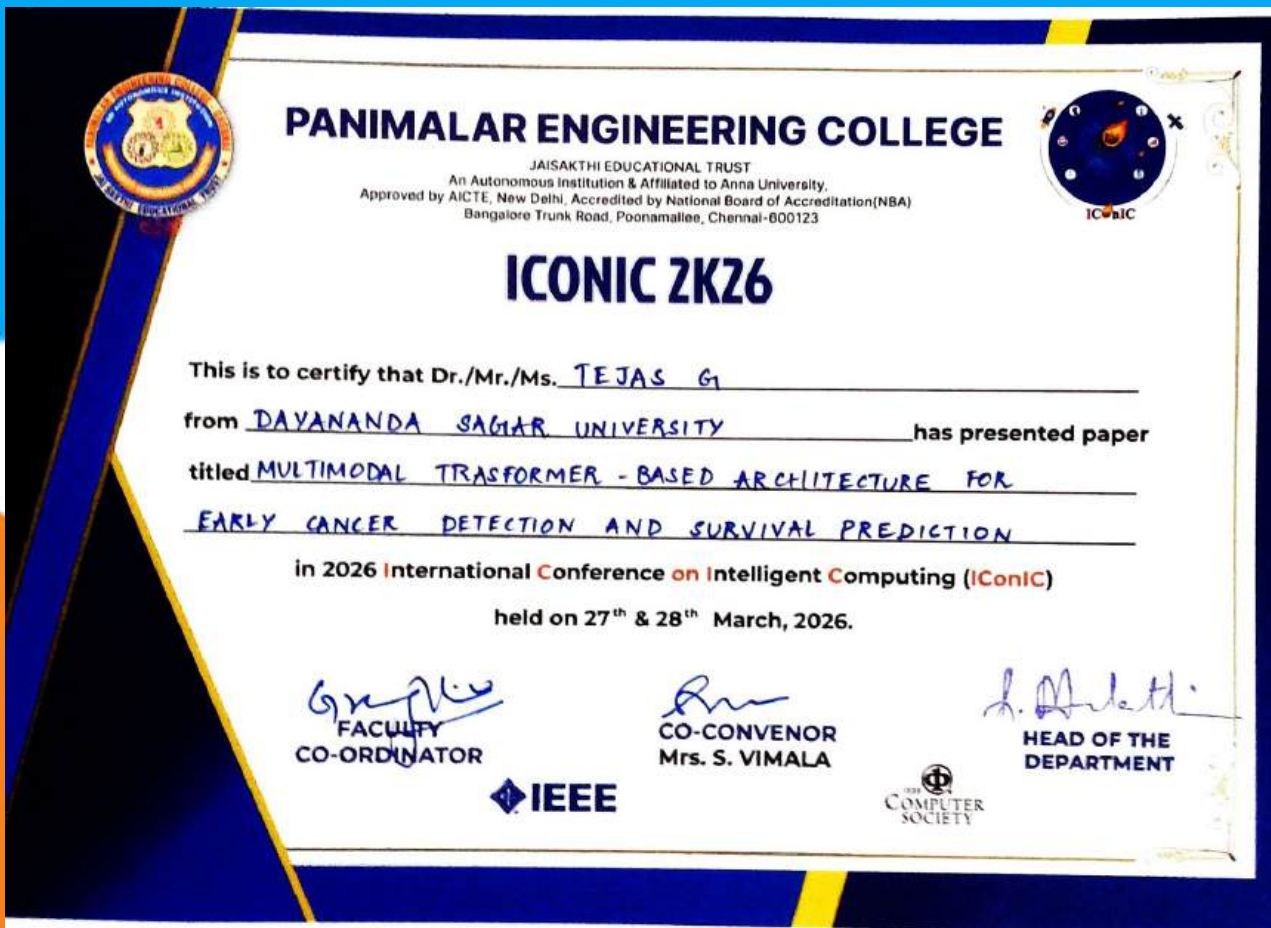 PANIMALAR ENGINEERING COLLEGE
JAISAKTHI EDUCATIONAL TRUST
An Autonomous Institution & Affiliated to Anna University,
Approved by AICTE, New Delhi, Accredited by National Board of Accreditation(NBA)
Bangalore Trunk Road, Poonamallee, Chennai-600123
IConIC
ICONIC 2K26
This is to certify that Dr./Mr./Ms. TEJAS G
from DAYANANDA SAGAR UNIVERSITY has presented paper
titled MULTIMODAL TRASFORMER - BASED ARCHITECTURE FOR
EARLY CANCER DETECTION AND SURVIVAL PREDICTION
in 2026 International Conference on Intelligent Computing (IConIC)
held on 27th & 28th March, 2026.
FACULTY
CO-ORDINATOR
CO-CONVENOR
Mrs. S. VIMALA
HEAD OF THE
DEPARTMENT
IEEE
IEEE
COMPUTER
SOCIETY